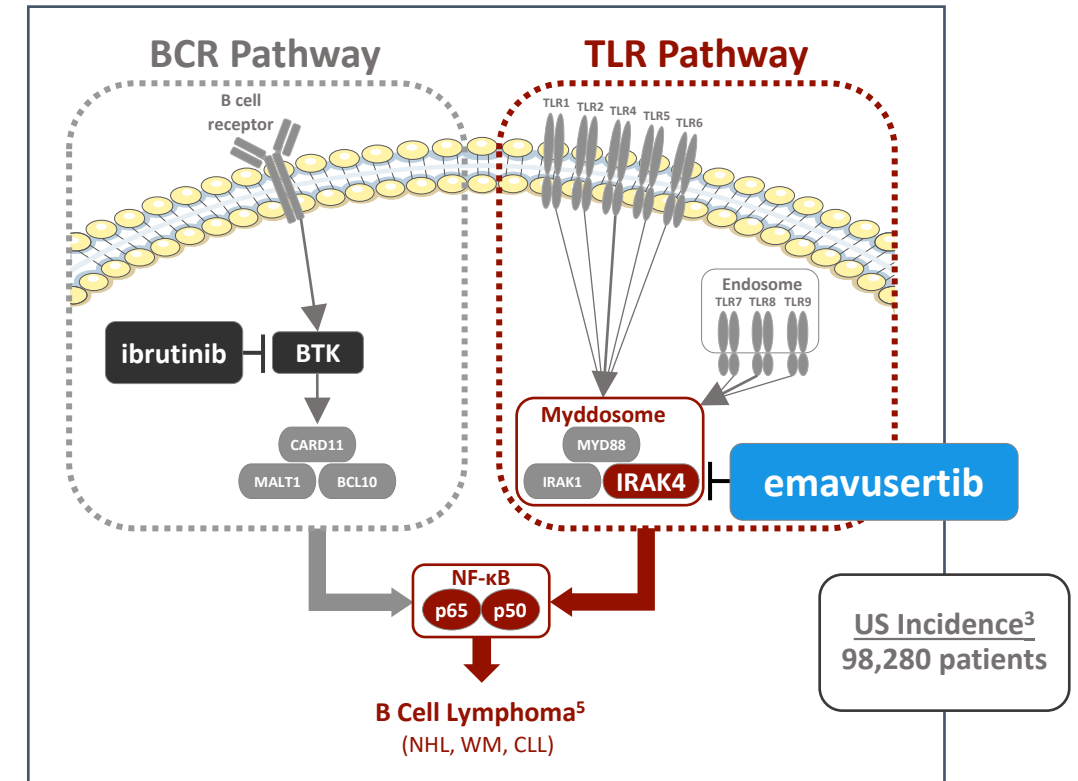 BCR Pathway
TLR Pathway
B cell
receptor
TLR1
TLR2
TLR4
TLR5
TLR6
Endosome
TLR7
TLR8
TLR9
ibrutinib
BTK
CARD11
MALT1
BCL10
Myddosome
MYD88
IRAK1
IRAK4
emavusertib
NF-κB
p65
p50
US Incidence³
98,280 patients
B Cell Lymphoma⁵
(NHL, WM, CLL)